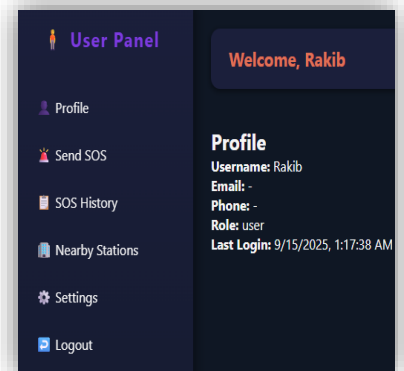 User Panel
Profile
Send SOS
SOS History
Nearby Stations
Settings
Logout
Welcome, Rakib
Profile
Username: Rakib
Email: -
Phone: -
Role: user
Last Login: 9/15/2025, 1:17:38 AM